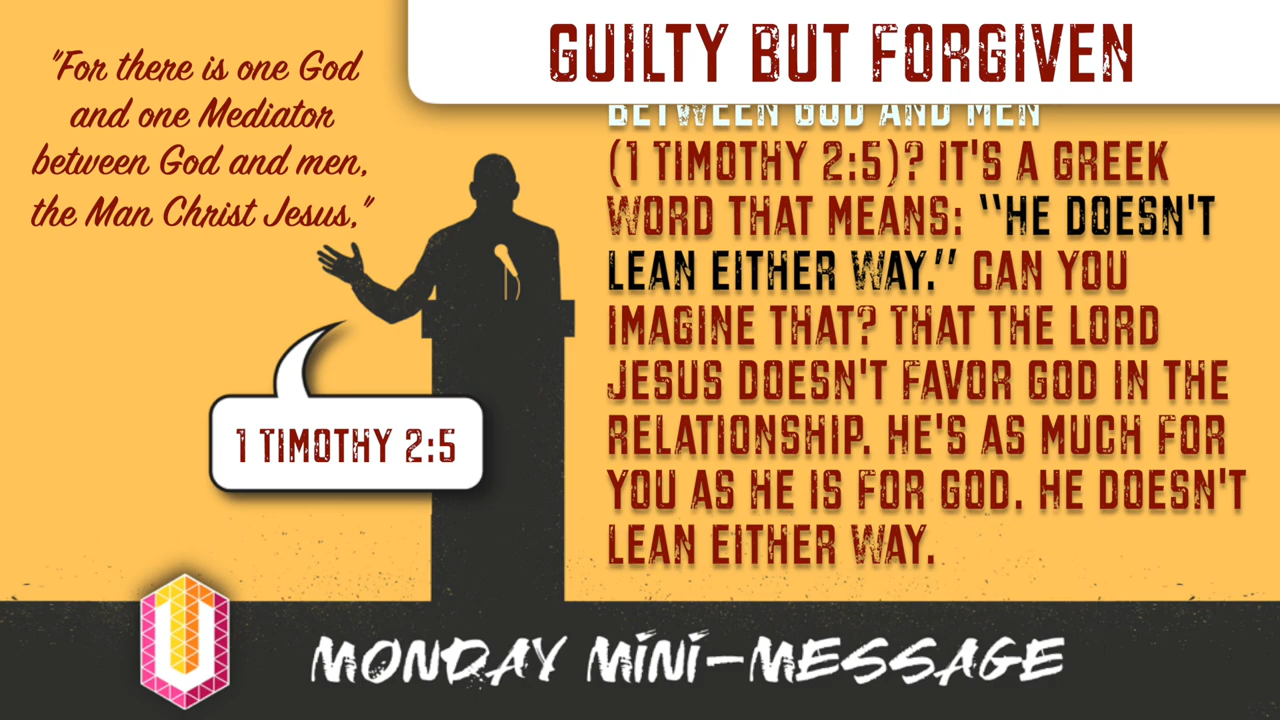 "For there is one God
and one Mediator
between God and men,
the Man Christ Jesus,"
GUILTY BUT FORGIVEN
BETWEEN GOD AND MEN
(1 TIMOTHY 2:5)? IT'S A GREEK
WORD THAT MEANS: "HE DOESN'T
LEAN EITHER WAY." CAN YOU
IMAGINE THAT? THAT THE LORD
JESUS DOESN'T FAVOR GOD IN THE
RELATIONSHIP. HE'S AS MUCH FOR
YOU AS HE IS FOR GOD. HE DOESN'T
LEAN EITHER WAY.
1 TIMOTHY 2:5
U
MONDAY MINI-MESSAGE